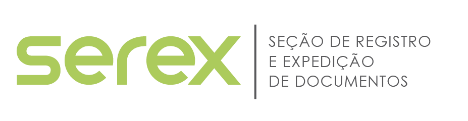 serex
SEÇÃO DE REGISTRO
E EXPEDIÇÃO
DE DOCUMENTOS